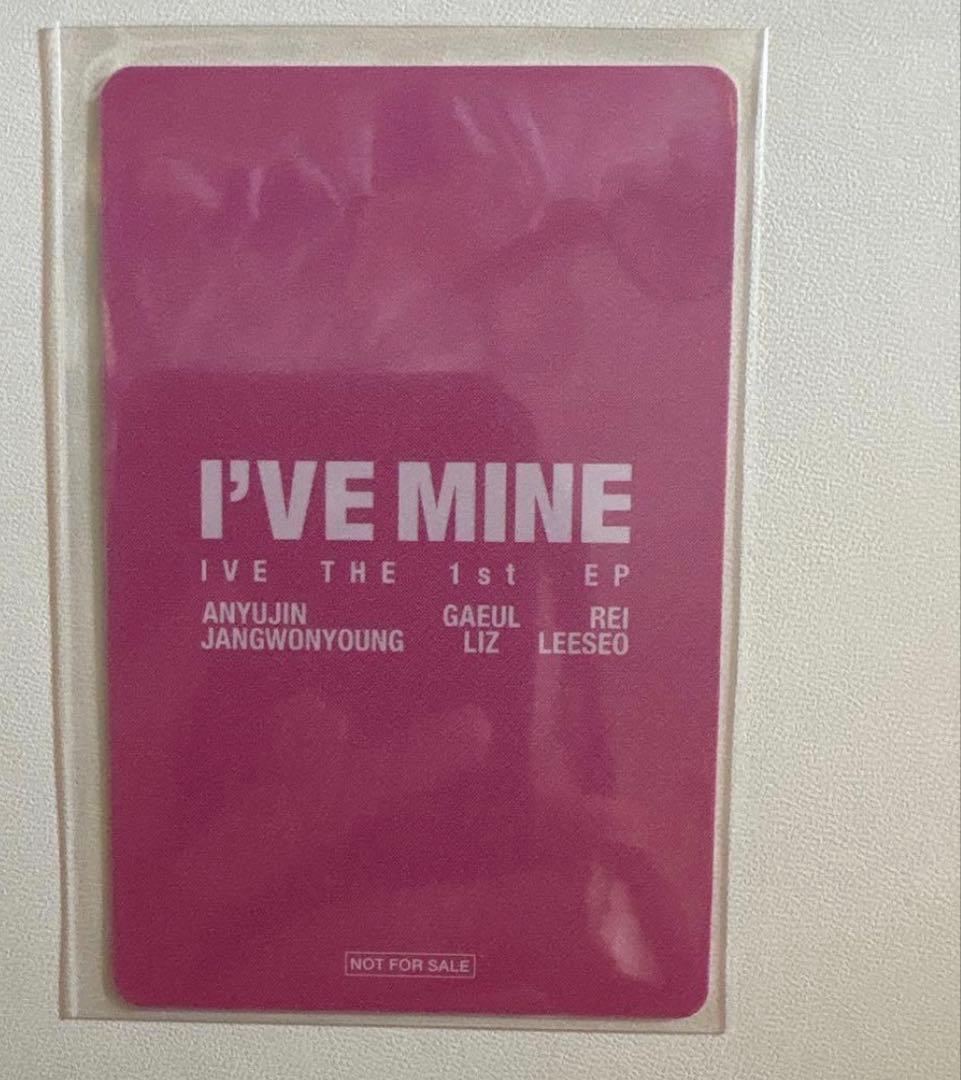 I'VE MINE
IVE THE 1st EP
ANYUJIN GAEUL REI
JANGWONYOUNG LIZ LEESEO
NOT FOR SALE